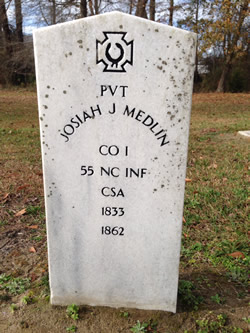 PVT
JOSIAH J MEDLIN
CO I
55 NC INF
CSA
1833
1862